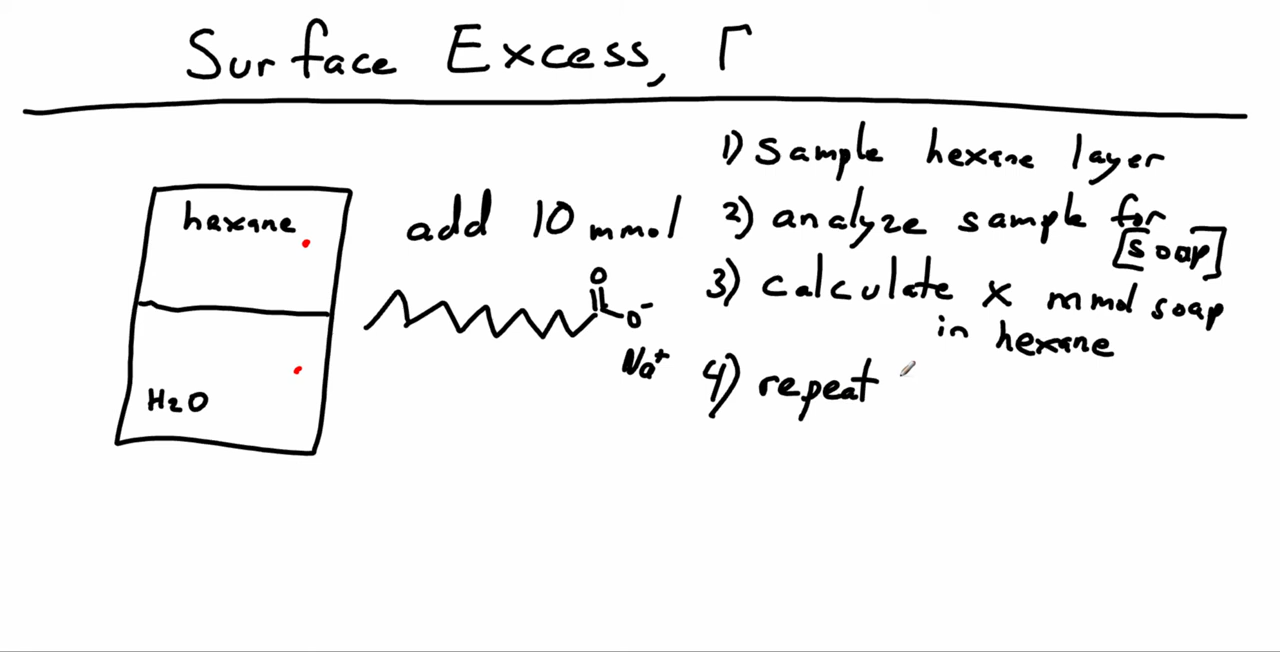 Surface Excess, Γ
hexane
H2O
add 10 mmol
O
O⁻
Na⁺
1) sample hexane layer
2) analyze sample for
[soap]
3) calculate x mmol soap
in hexane
4) repeat